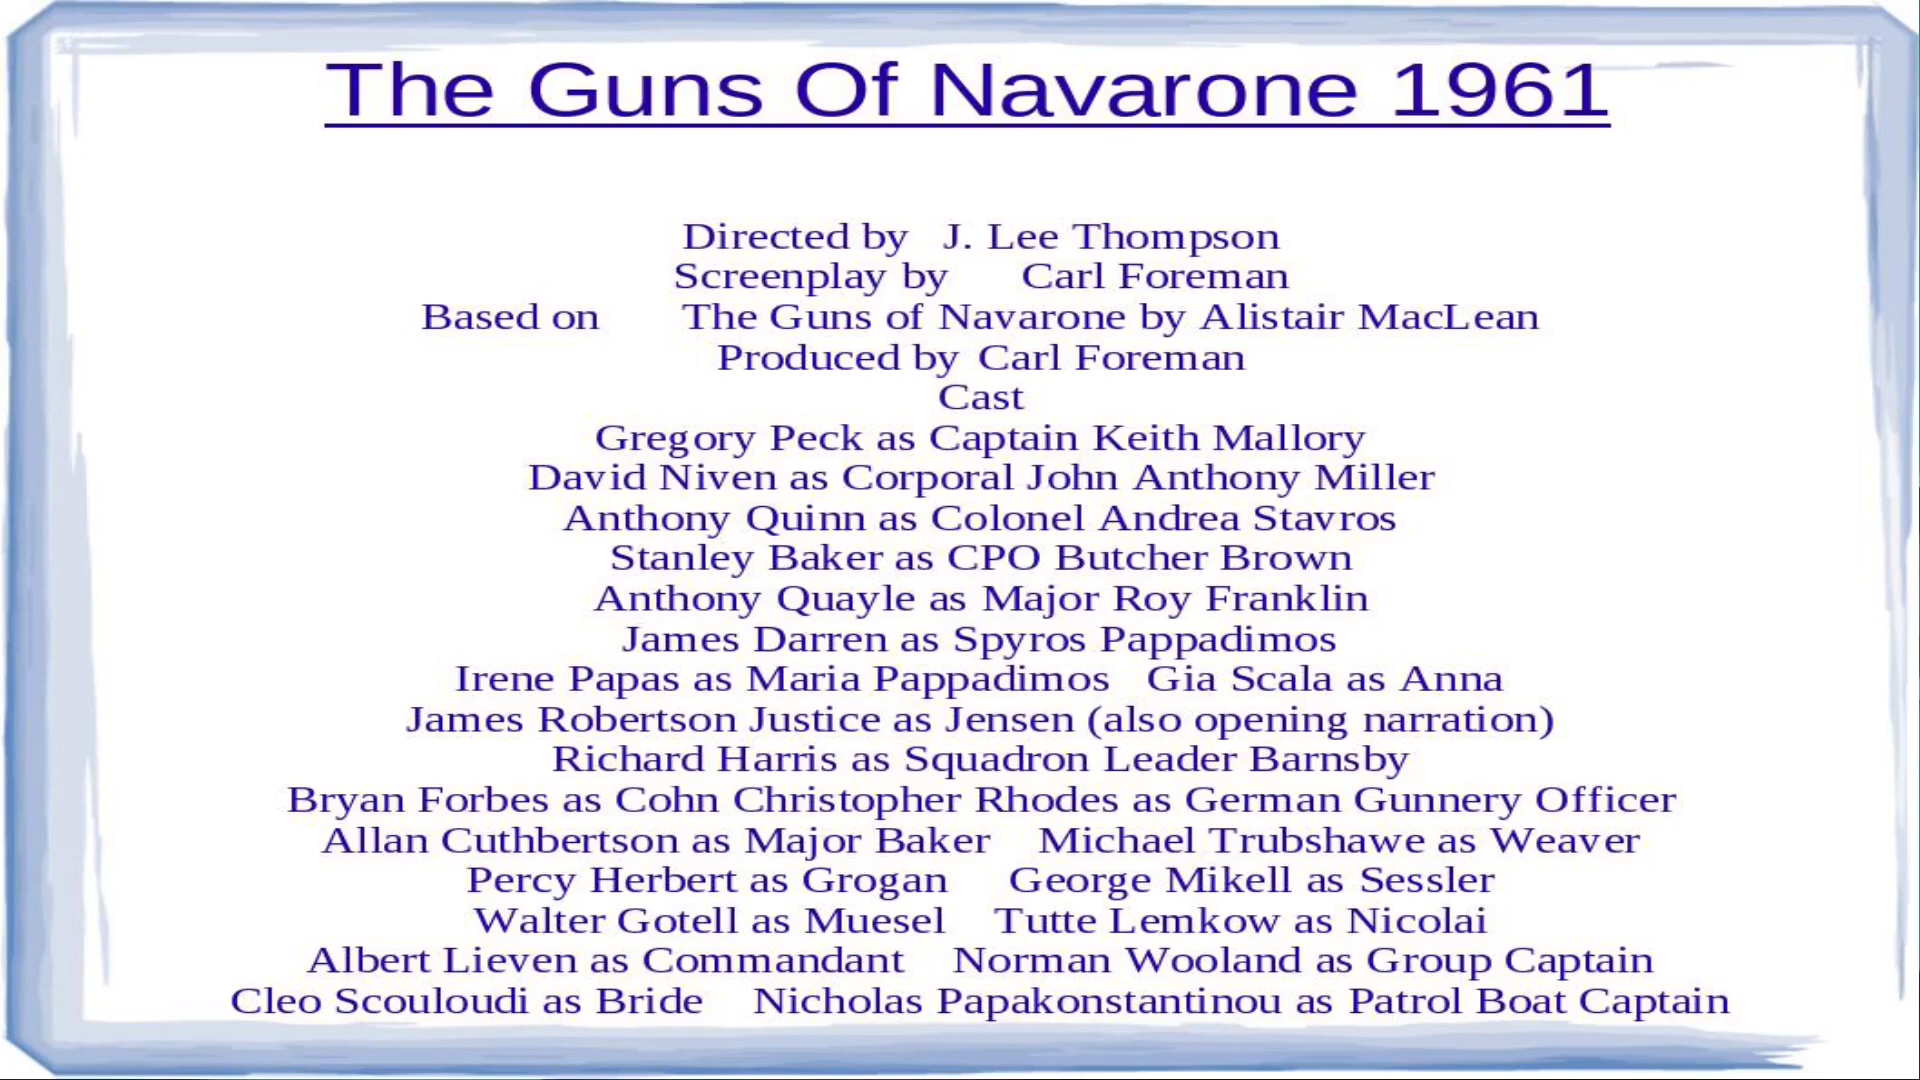 The Guns Of Navarone 1961
Directed by J. Lee Thompson
Screenplay by Carl Foreman
Based on The Guns of Navarone by Alistair MacLean
Produced by Carl Foreman
Cast
Gregory Peck as Captain Keith Mallory
David Niven as Corporal John Anthony Miller
Anthony Quinn as Colonel Andrea Stavros
Stanley Baker as CPO Butcher Brown
Anthony Quayle as Major Roy Franklin
James Darren as Spyros Pappadimos
Irene Papas as Maria Pappadimos Gia Scala as Anna
James Robertson Justice as Jensen (also opening narration)
Richard Harris as Squadron Leader Barnsby
Bryan Forbes as Cohn Christopher Rhodes as German Gunnery Officer
Allan Cuthbertson as Major Baker Michael Trubshawe as Weaver
Percy Herbert as Grogan George Mikell as Sessler
Walter Gotell as Muesel Tutte Lemkow as Nicolai
Albert Lieven as Commandant Norman Wooland as Group Captain
Cleo Scouloudi as Bride Nicholas Papakonstantinou as Patrol Boat Captain